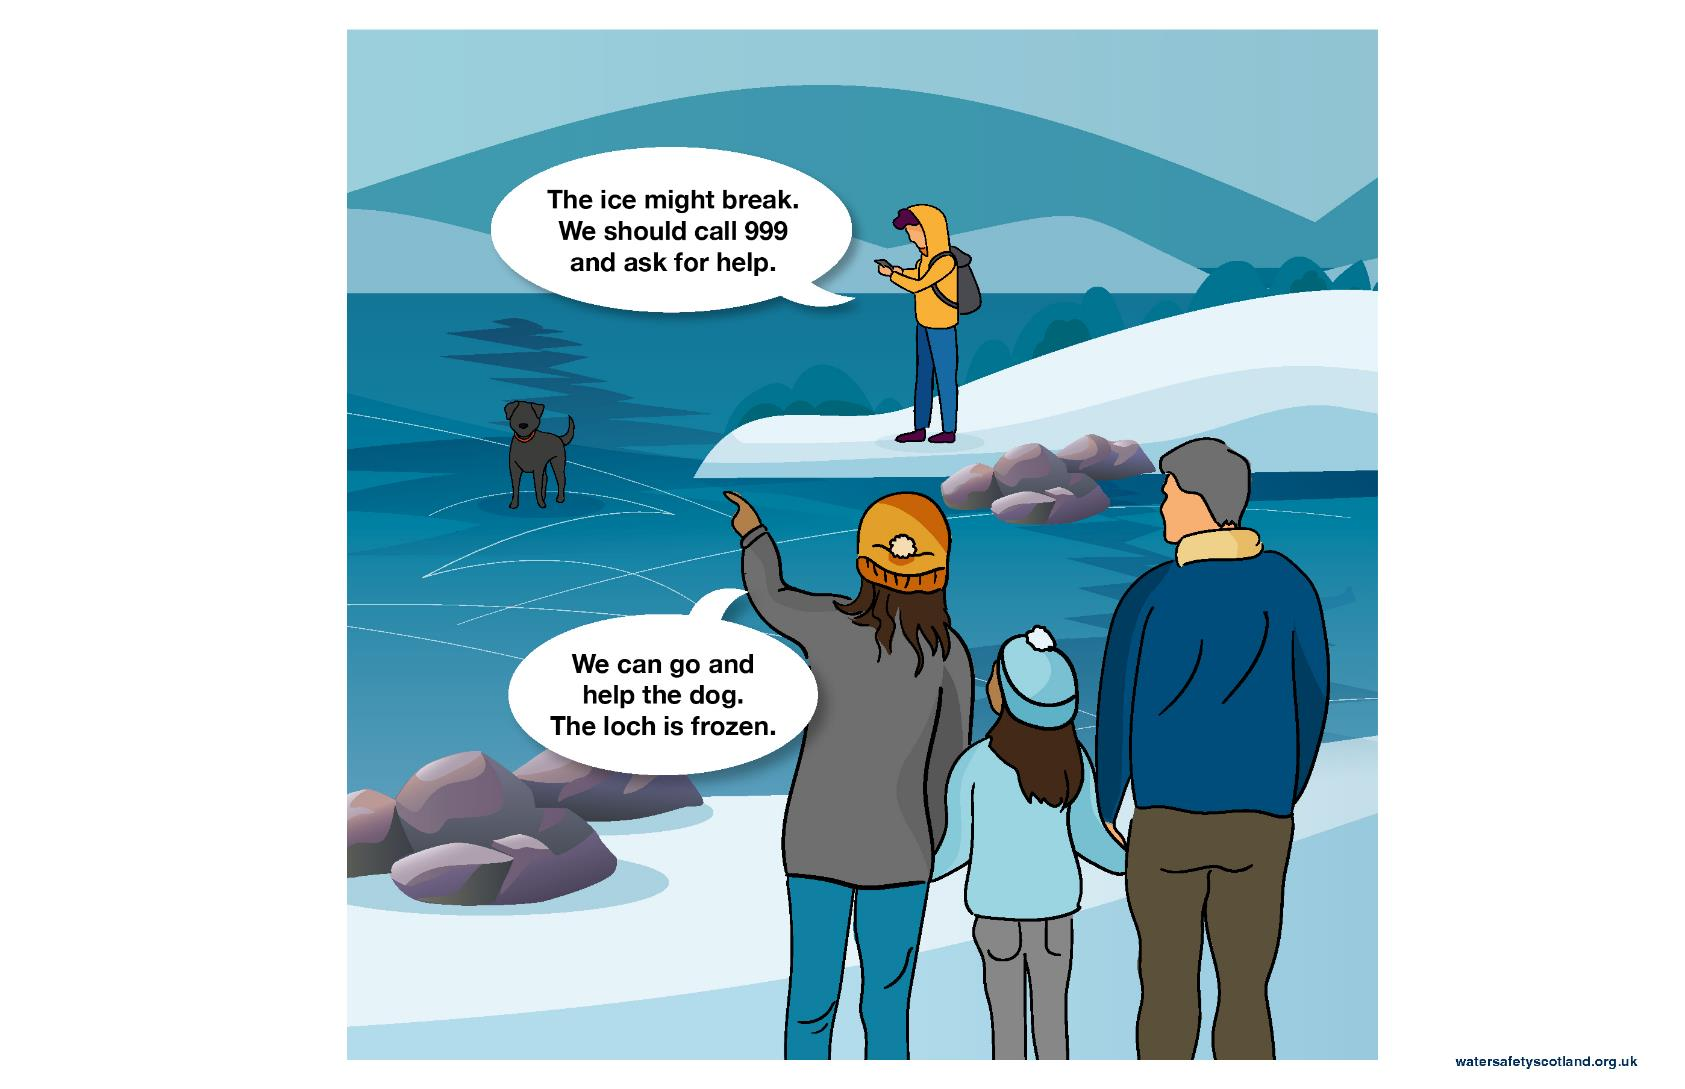 The ice might break.
We should call 999
and ask for help.
We can go and
help the dog.
The loch is frozen.
watersafetyscotland.org.uk